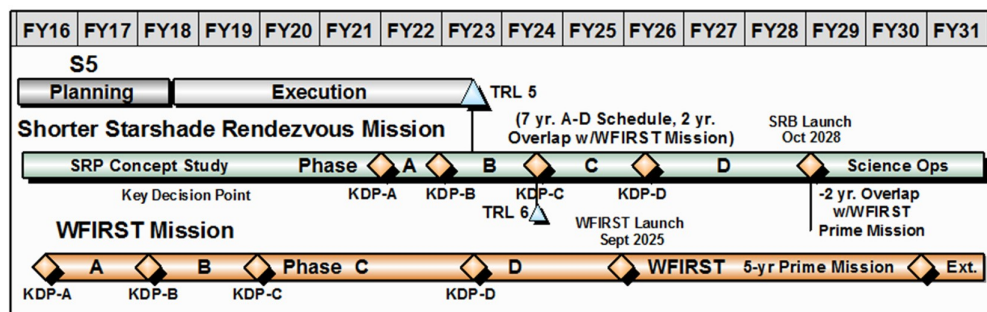 FY16 FY17 FY18 FY19 FY20 FY21 FY22 FY23 FY24 FY25 FY26 FY27 FY28 FY29 FY30 FY31
S5
Planning Execution TRL 5
Shorter Starshade Rendezvous Mission
(7 yr. A-D Schedule, 2 yr.
Overlap w/WFIRST Mission)
SRB Launch
Oct 2028
SRP Concept Study Phase A B C D Science Ops
Key Decision Point KDP-A KDP-B KDP-C KDP-D
TRL 6
-2 yr. Overlap
w/WFIRST
Prime Mission
WFIRST Launch
Sept 2025
WFIRST Mission
A B Phase C D WFIRST 5-yr Prime Mission Ext.
KDP-A KDP-B KDP-C KDP-D